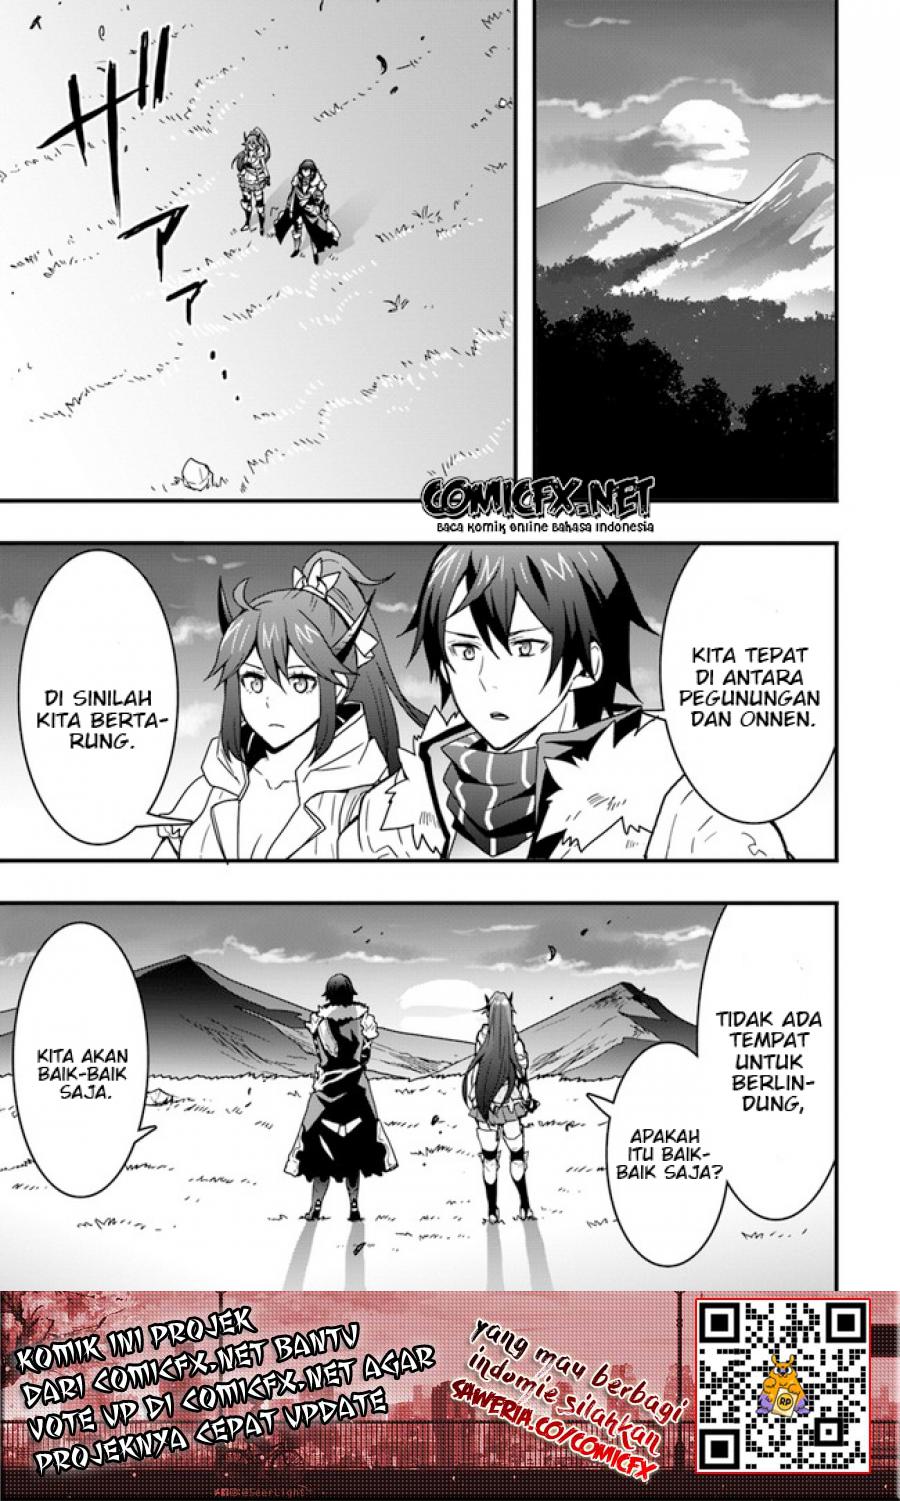 ザァ
ァ...
COMICFX.NET
Baca Komik Online Bahasa Indonesia
KITA TEPAT
DI ANTARA
PEGUNUNGAN
DAN ONNEN.
DI SINILAH
KITA BERTA-
RUNG.
TIDAK ADA
TEMPAT
UNTUK
BERLIN-
DUNG,
APAKAH
ITU BAIK-
BAIK SAJA?
KITA AKAN
BAIK-BAIK
SAJA.
KOMIK INI PROJEK
DARI COMICFX.NET BANTU
VOTE UP DI COMICFX.NET AGAR
PROJEKNYA CEPAT UPDATE
yang mau berbagi
indomie silahkan
SAWERIA.CO/COMICFX
RP
@SeerLight